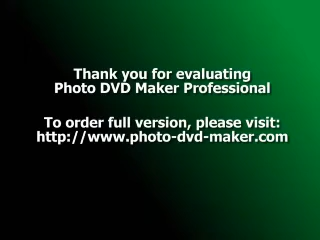 Thank you for evaluating
Photo DVD Maker Professional
To order full version, please visit:
http://www.photo-dvd-maker.com